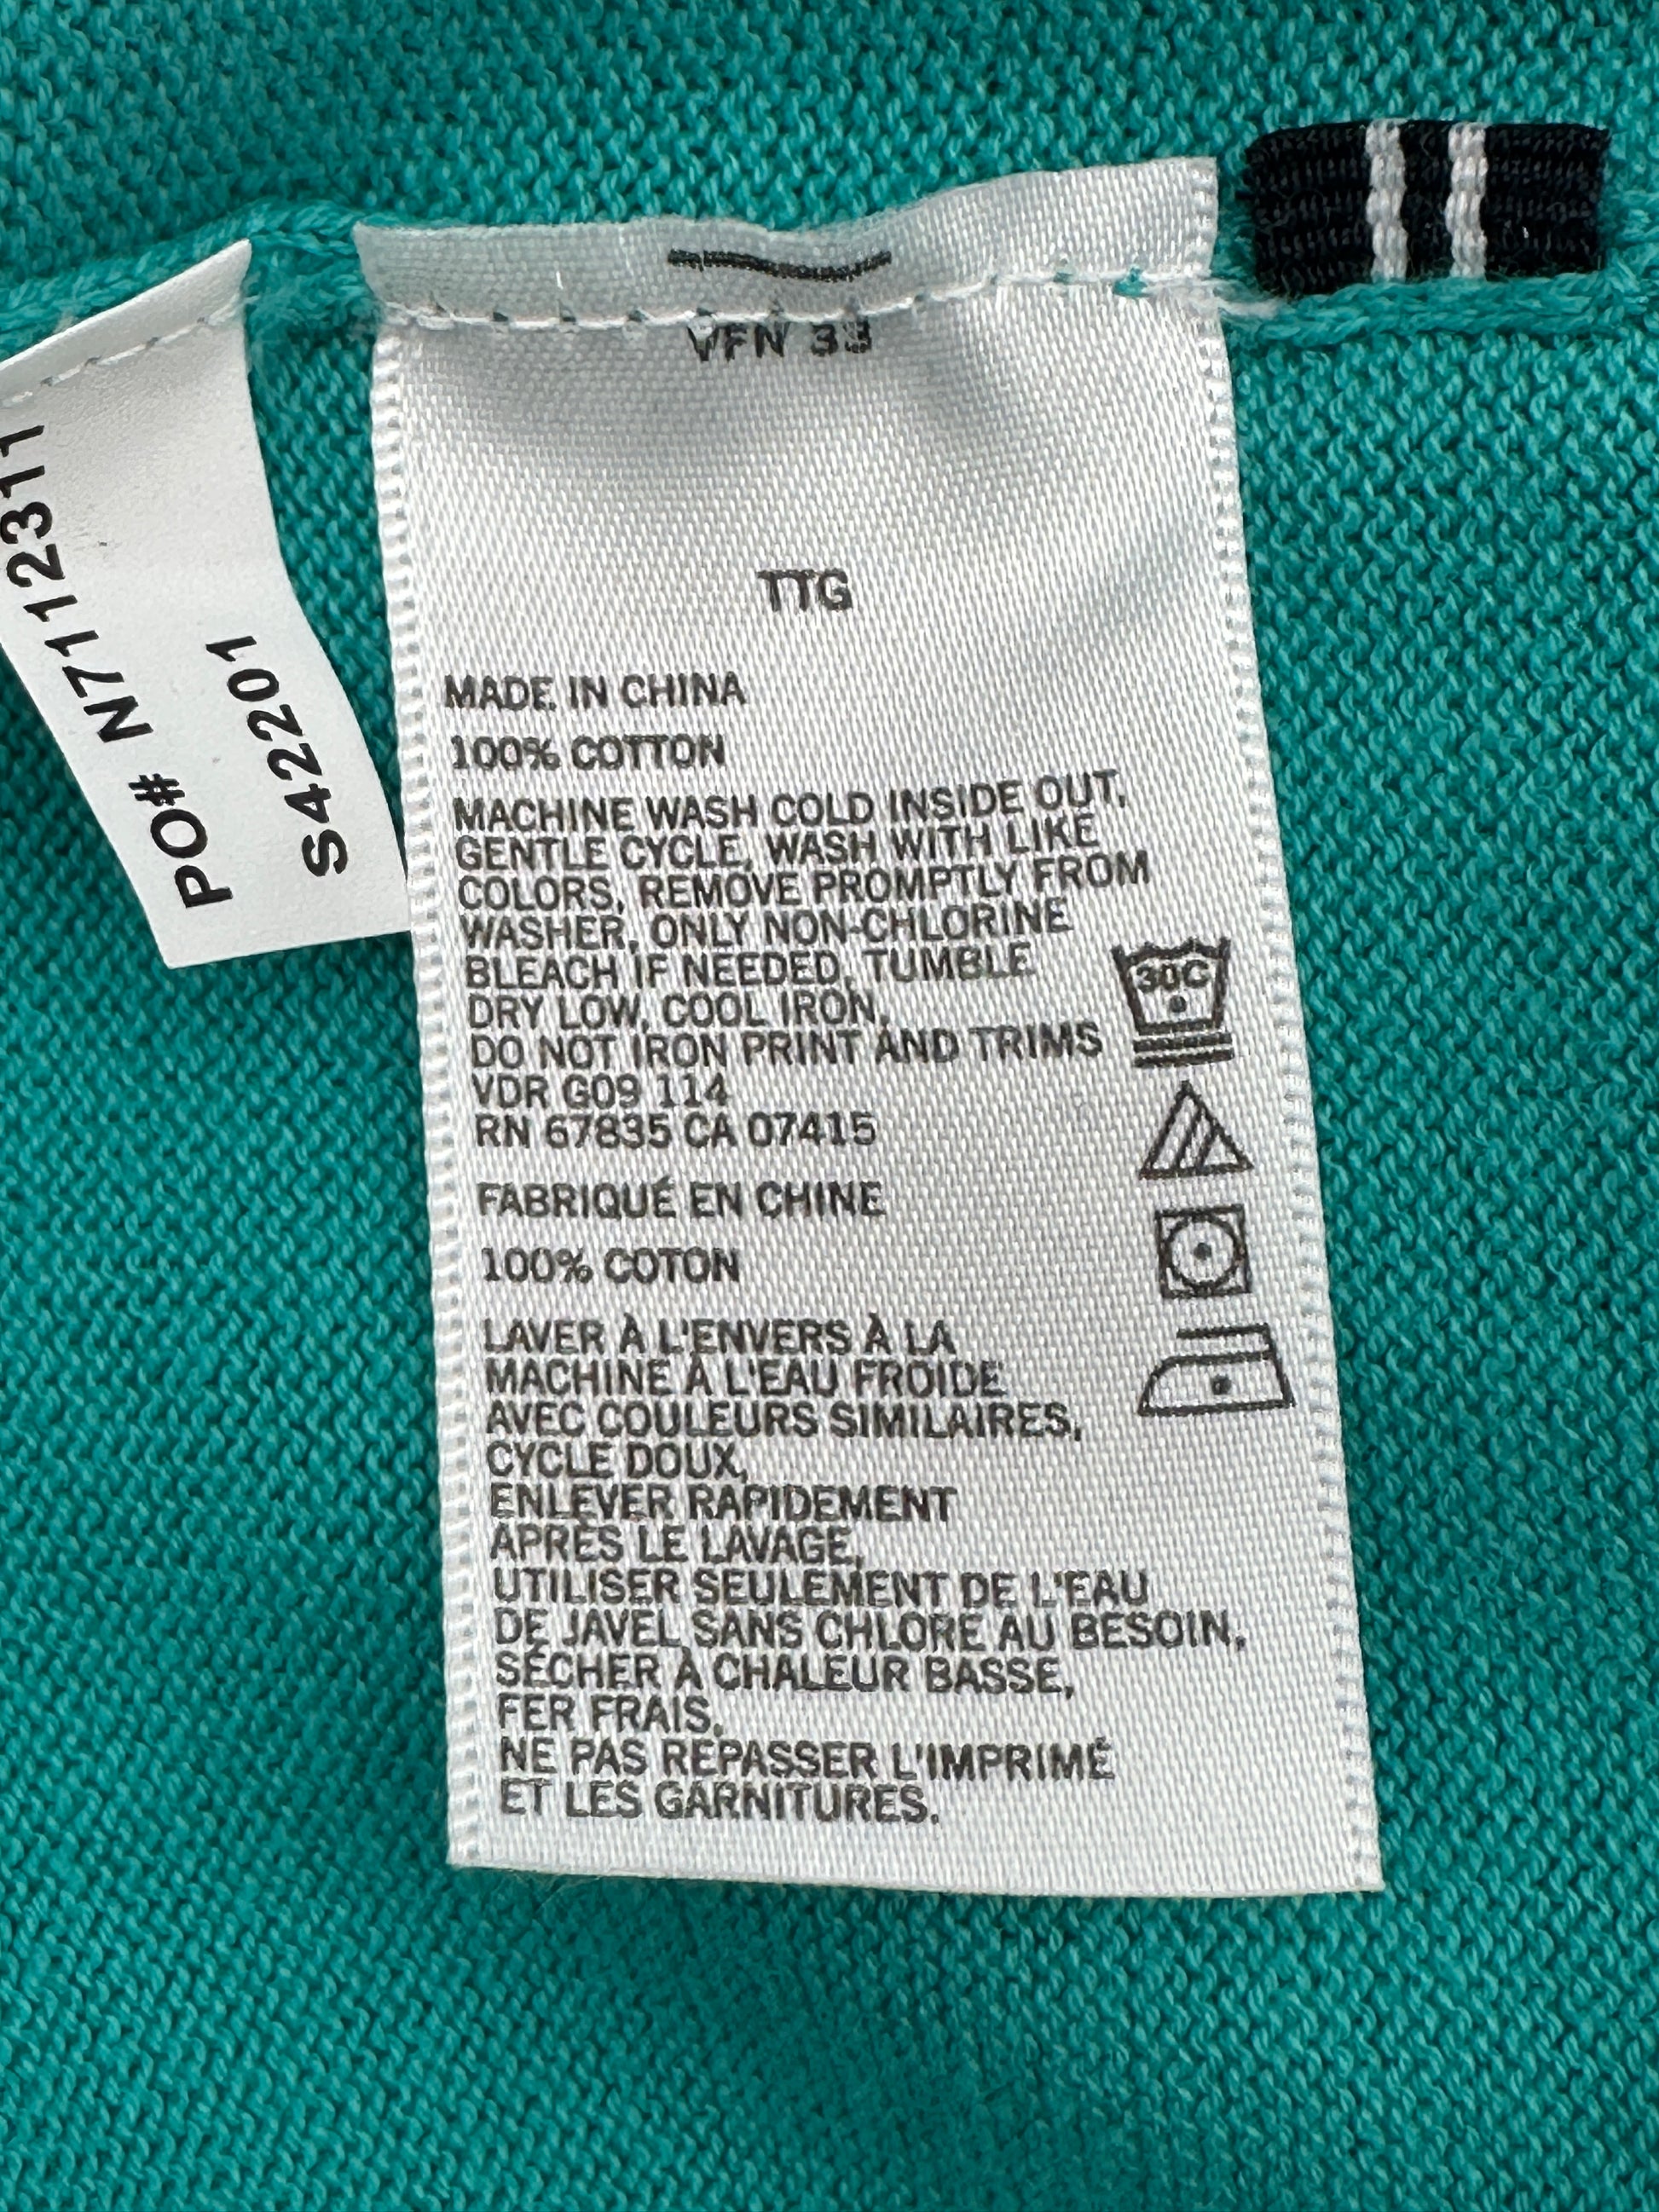 PO# N7112311
S42201
VFN 33
TTG
MADE IN CHINA
100% COTTON
MACHINE WASH COLD INSIDE OUT,
GENTLE CYCLE, WASH WITH LIKE
COLORS, REMOVE PROMPTLY FROM
WASHER, ONLY NON-CHLORINE
BLEACH IF NEEDED, TUMBLE
DRY LOW, COOL IRON,
DO NOT IRON PRINT AND TRIMS
VDR G09 114
RN 67835 CA 07415
30C
FABRIQUÉ EN CHINE
100% COTON
LAVER À L'ENVERS À LA
MACHINE À L'EAU FROIDE
AVEC COULEURS SIMILAIRES,
CYCLE DOUX,
ENLEVER RAPIDEMENT
APRÈS LE LAVAGE,
UTILISER SEULEMENT DE L'EAU
DE JAVEL SANS CHLORE AU BESOIN,
SÉCHER À CHALEUR BASSE,
FER FRAIS,
NE PAS REPASSER L'IMPRIMÉ
ET LES GARNITURES.